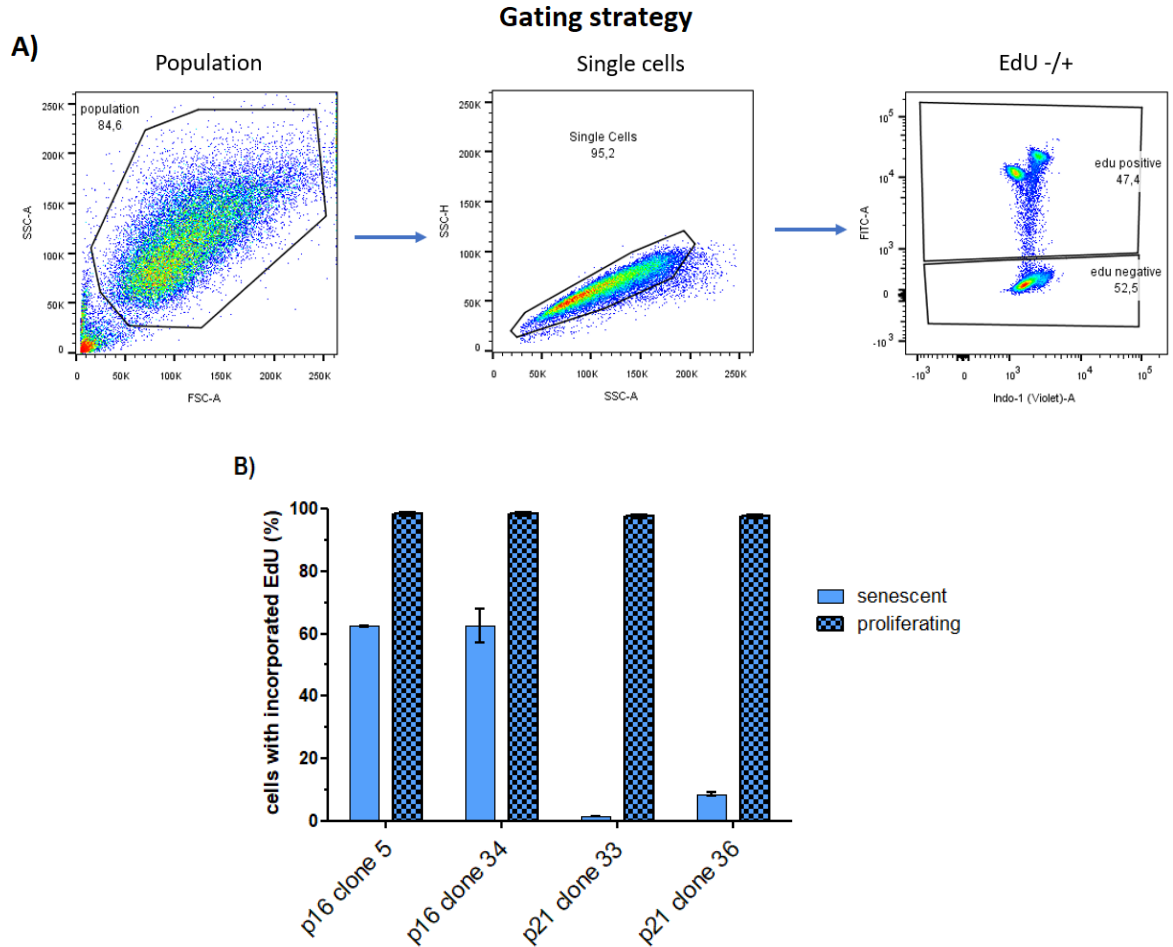 Gating strategy
A)
Population
Single cells
EdU -/+
population
84,6
250K
200K
150K
100K
50K
0
SSC-A
0 50K 100K 150K 200K 250K
FSC-A
Single Cells
95,2
250K
200K
150K
100K
50K
0
SSC-H
0 50K 100K 150K 200K 250K
SSC-A
edu positive
47,4
edu negative
52,5
10^5
10^4
10^3
0
-10^3
FITC-A
-10^3 0 10^3 10^4 10^5
Indo-1 (Violet)-A
B)
100
80
60
40
20
0
cells with incorporated EdU (%)
p16 clone 5
p16 clone 34
p21 clone 33
p21 clone 36
senescent
proliferating